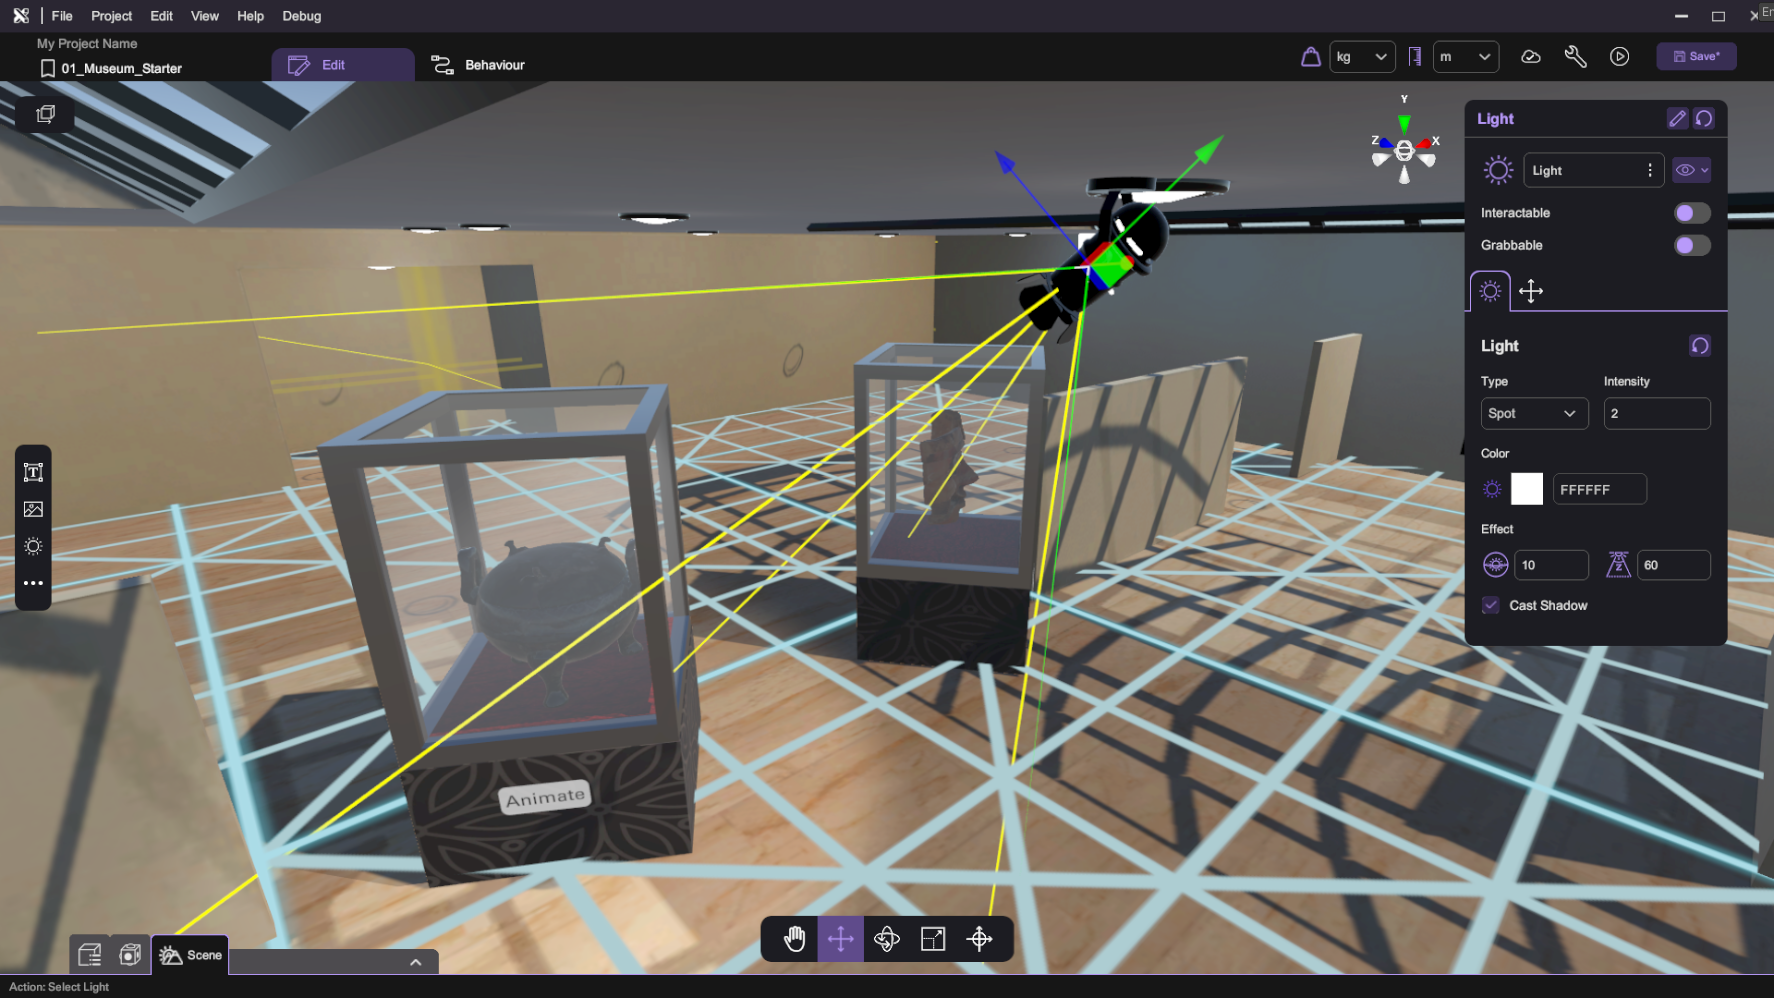 File Project Edit View Help Debug
En
My Project Name
01_Museum_Starter
Edit
Behaviour
kg
m
Save*
Y
Z
X
Light
Light
Interactable
Grabbable
Light
Type
Intensity
Spot
2
Color
FFFFFF
Effect
10
Z
60
Cast Shadow
T
Animate
Scene
Action: Select Light